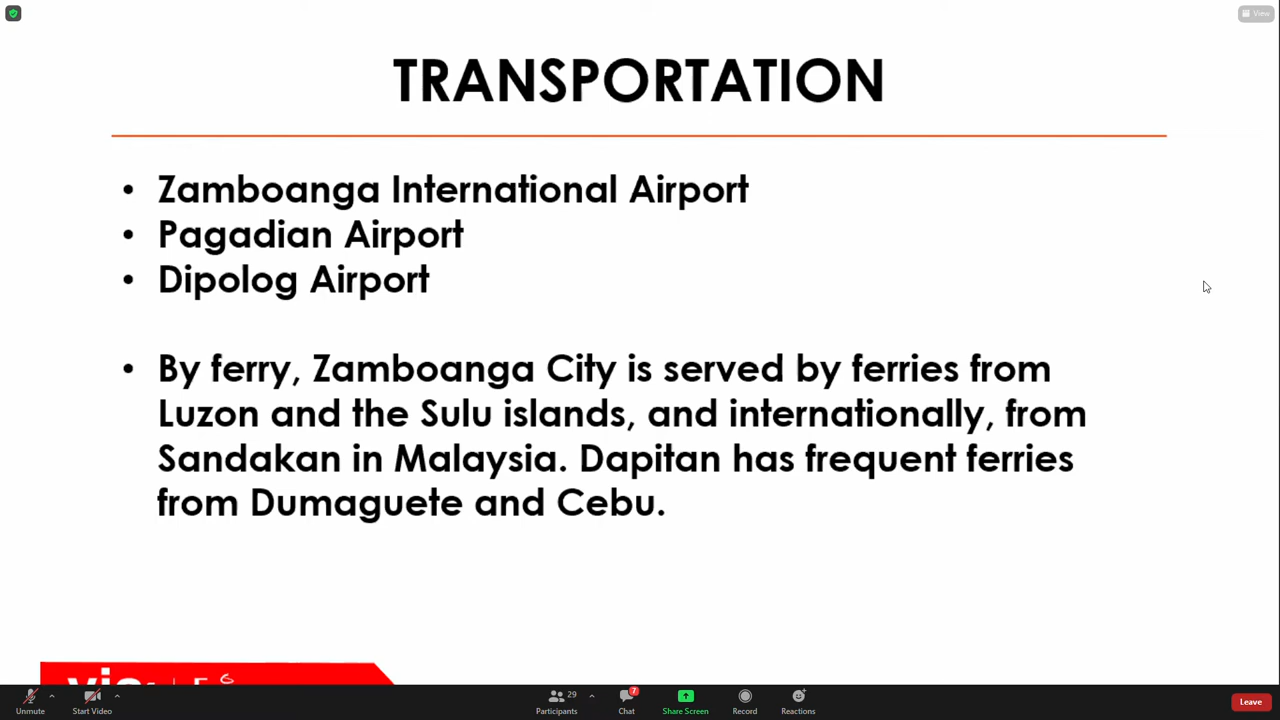 View
TRANSPORTATION
• Zamboanga International Airport
• Pagadian Airport
• Dipolog Airport
• By ferry, Zamboanga City is served by ferries from
Luzon and the Sulu islands, and internationally, from
Sandakan in Malaysia. Dapitan has frequent ferries
from Dumaguete and Cebu.
Unmute
Start Video
29
Participants
7
Chat
Share Screen
Record
Reactions
Leave